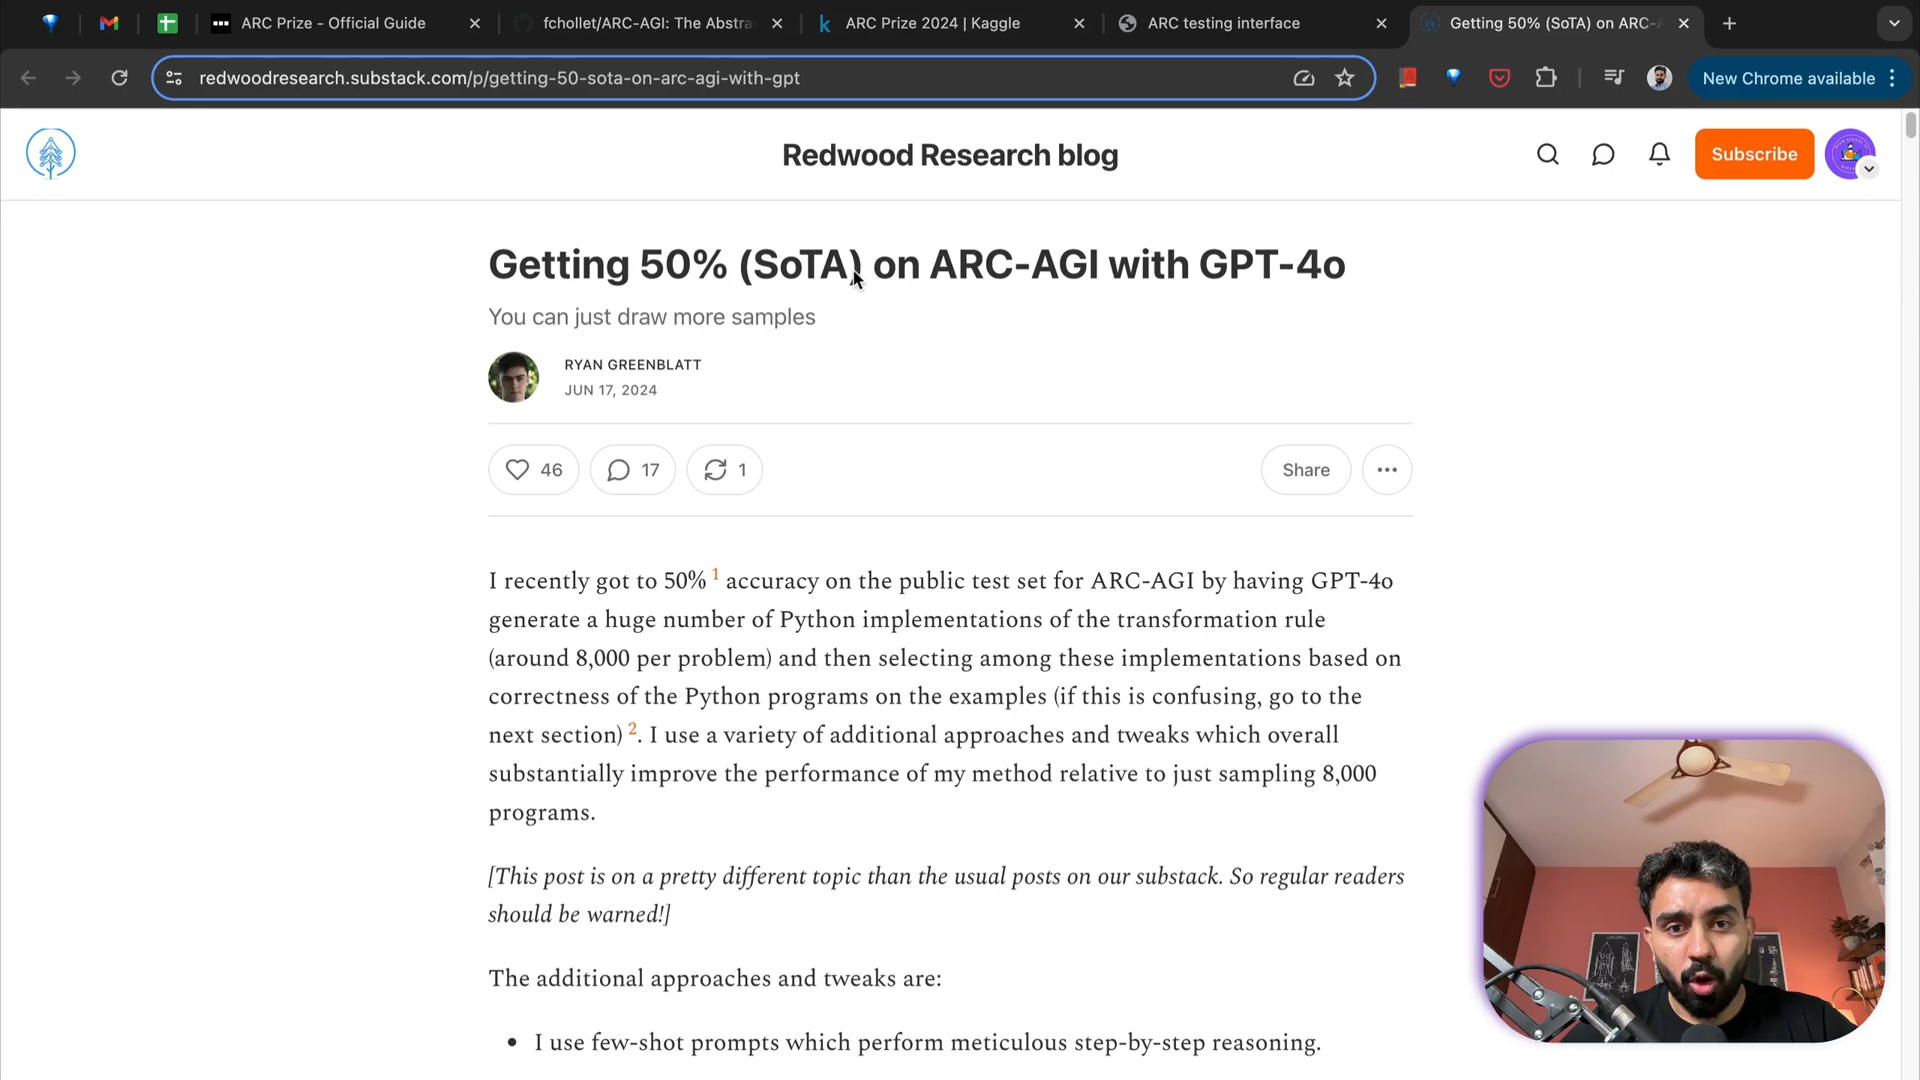 ARC Prize - Official Guide
fchollet/ARC-AGI: The Abstra
ARC Prize 2024 | Kaggle
ARC testing interface
Getting 50% (SoTA) on ARC-A
redwoodresearch.substack.com/p/getting-50-sota-on-arc-agi-with-gpt
New Chrome available
Redwood Research blog
Subscribe
Getting 50% (SoTA) on ARC-AGI with GPT-4o
You can just draw more samples
RYAN GREENBLATT
JUN 17, 2024
46
17
1
Share
I recently got to 50% 1 accuracy on the public test set for ARC-AGI by having GPT-4o
generate a huge number of Python implementations of the transformation rule
(around 8,000 per problem) and then selecting among these implementations based on
correctness of the Python programs on the examples (if this is confusing, go to the
next section) 2. I use a variety of additional approaches and tweaks which overall
substantially improve the performance of my method relative to just sampling 8,000
programs.
[This post is on a pretty different topic than the usual posts on our substack. So regular readers
should be warned!]
The additional approaches and tweaks are:
• I use few-shot prompts which perform meticulous step-by-step reasoning.